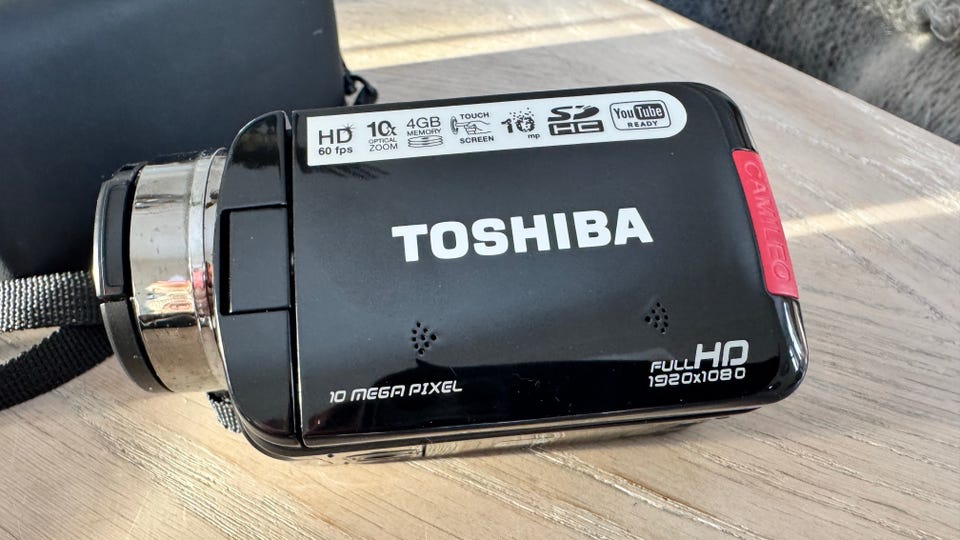 HD
60 fps
10x
OPTICAL
ZOOM
4GB
MEMORY
TOUCH
SCREEN
10 mp
SD
HC
YouTube
READY
CAMILEO
TOSHIBA
10 MEGA PIXEL
FULL HD
1920x1080